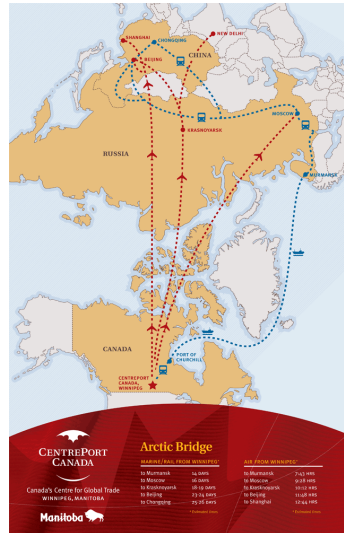 SHANGHAI
CHONGQING
NEW DELHI
BEIJING
CHINA
MOSCOW
KRASNOYARSK
RUSSIA
MURMANSK
CANADA
PORT OF
CHURCHILL
CENTREPORT
CANADA,
WINNIPEG
CENTREPORT
CANADA
Canada's Centre for Global Trade
WINNIPEG, MANITOBA
Manitoba
Arctic Bridge
MARINE/RAIL FROM WINNIPEG*
to Murmansk 14 DAYS
to Moscow 16 DAYS
to Krasknoyarsk 18-19 DAYS
to Beijing 23-24 DAYS
to Chongqing 25-26 DAYS
* Estimated times
AIR FROM WINNIPEG*
to Murmansk 7:43 HRS
to Moscow 9:28 HRS
to Krasknoyarsk 10:12 HRS
to Beijing 11:48 HRS
to Shanghai 12:44 HRS
* Estimated times